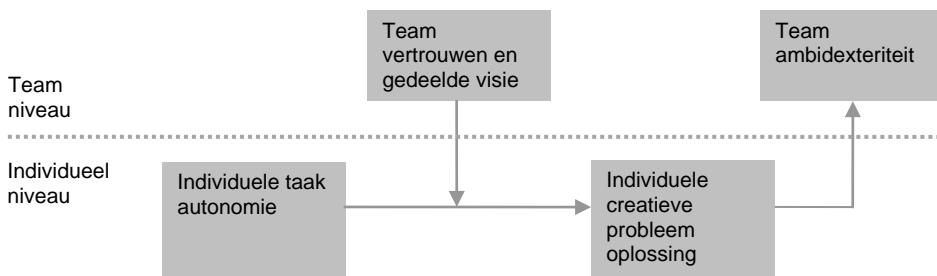 Team
vertrouwen en
gedeelde visie
Team
ambidexteriteit
Team
niveau
Individueel
niveau
Individuele taak
autonomie
Individuele
creatieve
probleem
oplossing